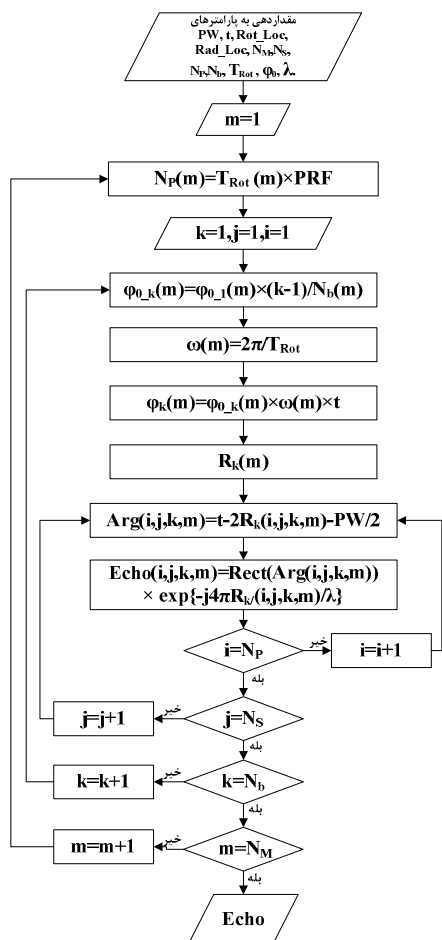 مقداردهی به پارامترهای
PW, t, Rot_Loc,
Rad_Loc, N_M,N_S,
N_P,N_b, T_Rot , φ_0, λ.
m=1
N_P(m)=T_Rot (m)×PRF
k=1,j=1,i=1
φ_0_k(m)=φ_0_1(m)×(k-1)/N_b(m)
ω(m)=2π/T_Rot
φ_k(m)=φ_0_k(m)×ω(m)×t
R_k(m)
Arg(i,j,k,m)=t-2R_k(i,j,k,m)-PW/2
Echo(i,j,k,m)=Rect(Arg(i,j,k,m))
× exp{-j4πR_k/(i,j,k,m)/λ}
i=N_P
خیر
i=i+1
بله
j=j+1
خیر
j=N_S
بله
k=k+1
خیر
k=N_b
بله
m=m+1
خیر
m=N_M
بله
Echo